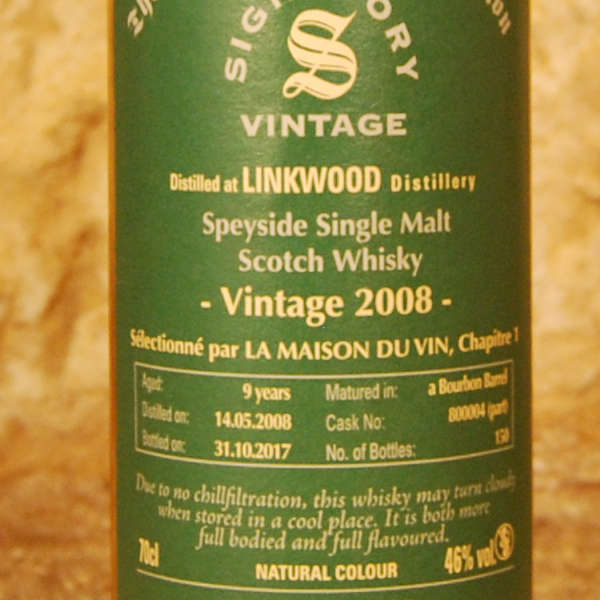 SIGNATORY
S
VINTAGE
Distilled at LINKWOOD Distillery
Speyside Single Malt
Scotch Whisky
- Vintage 2008 -
Sélectionné par LA MAISON DU VIN, Chapitre 1
Aged: 9 years Matured in: a Bourbon Barrel
Distilled on: 14.05.2008 Cask No: 800004 (part)
Bottled on: 31.10.2017 No. of Bottles: 150
Due to no chillfiltration, this whisky may turn cloudy
when stored in a cool place. It is both more
full bodied and full flavoured.
70cl NATURAL COLOUR 46% vol. S